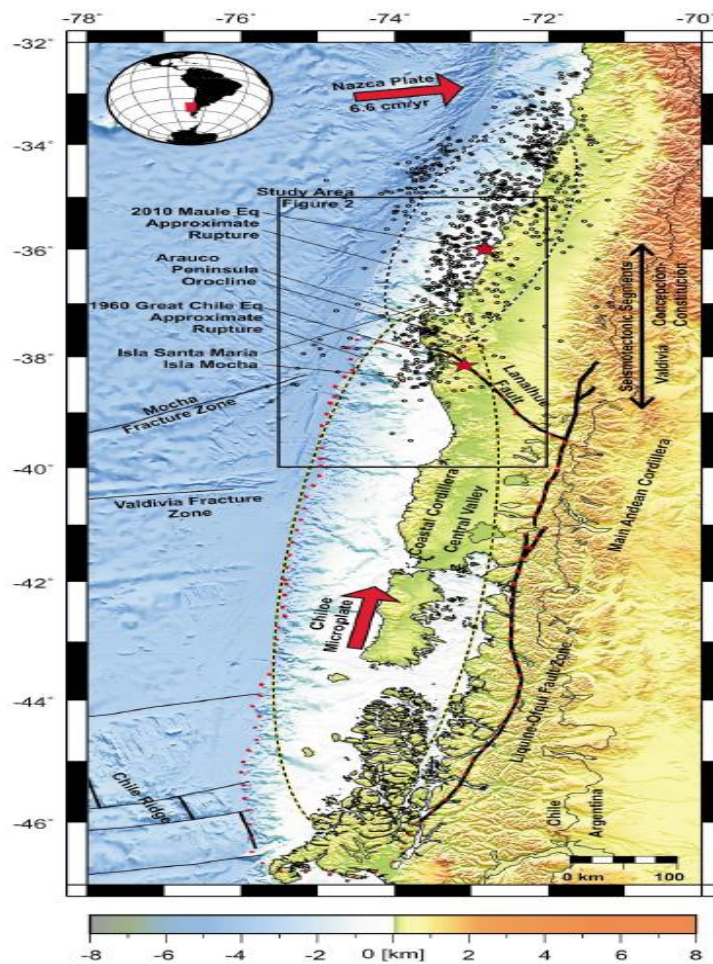 -78° -76° -74° -72° -70°
-32°
-34°
-36°
-38°
-40°
-42°
-44°
-46°
Nazca Plate
6.6 cm/yr
Study Area
Figure 2
2010 Maule Eq
Approximate
Rupture
Arauco
Peninsula
Orocline
1960 Great Chile Eq
Approximate
Rupture
Isla Santa Maria
Isla Mocha
Mocha
Fracture Zone
Valdivia Fracture
Zone
Lanalhue
Fault
Seismotectonic Segments
Valdivia
Concepcion
Constitución
Coastal Cordillera
Central Valley
Main Andean Cordillera
Chiloe
Microplate
Liquiñe-Ofqui Fault Zone
Chile Ridge
Chile
Argentina
0 km 100
-8 -6 -4 -2 0 [km] 2 4 6 8